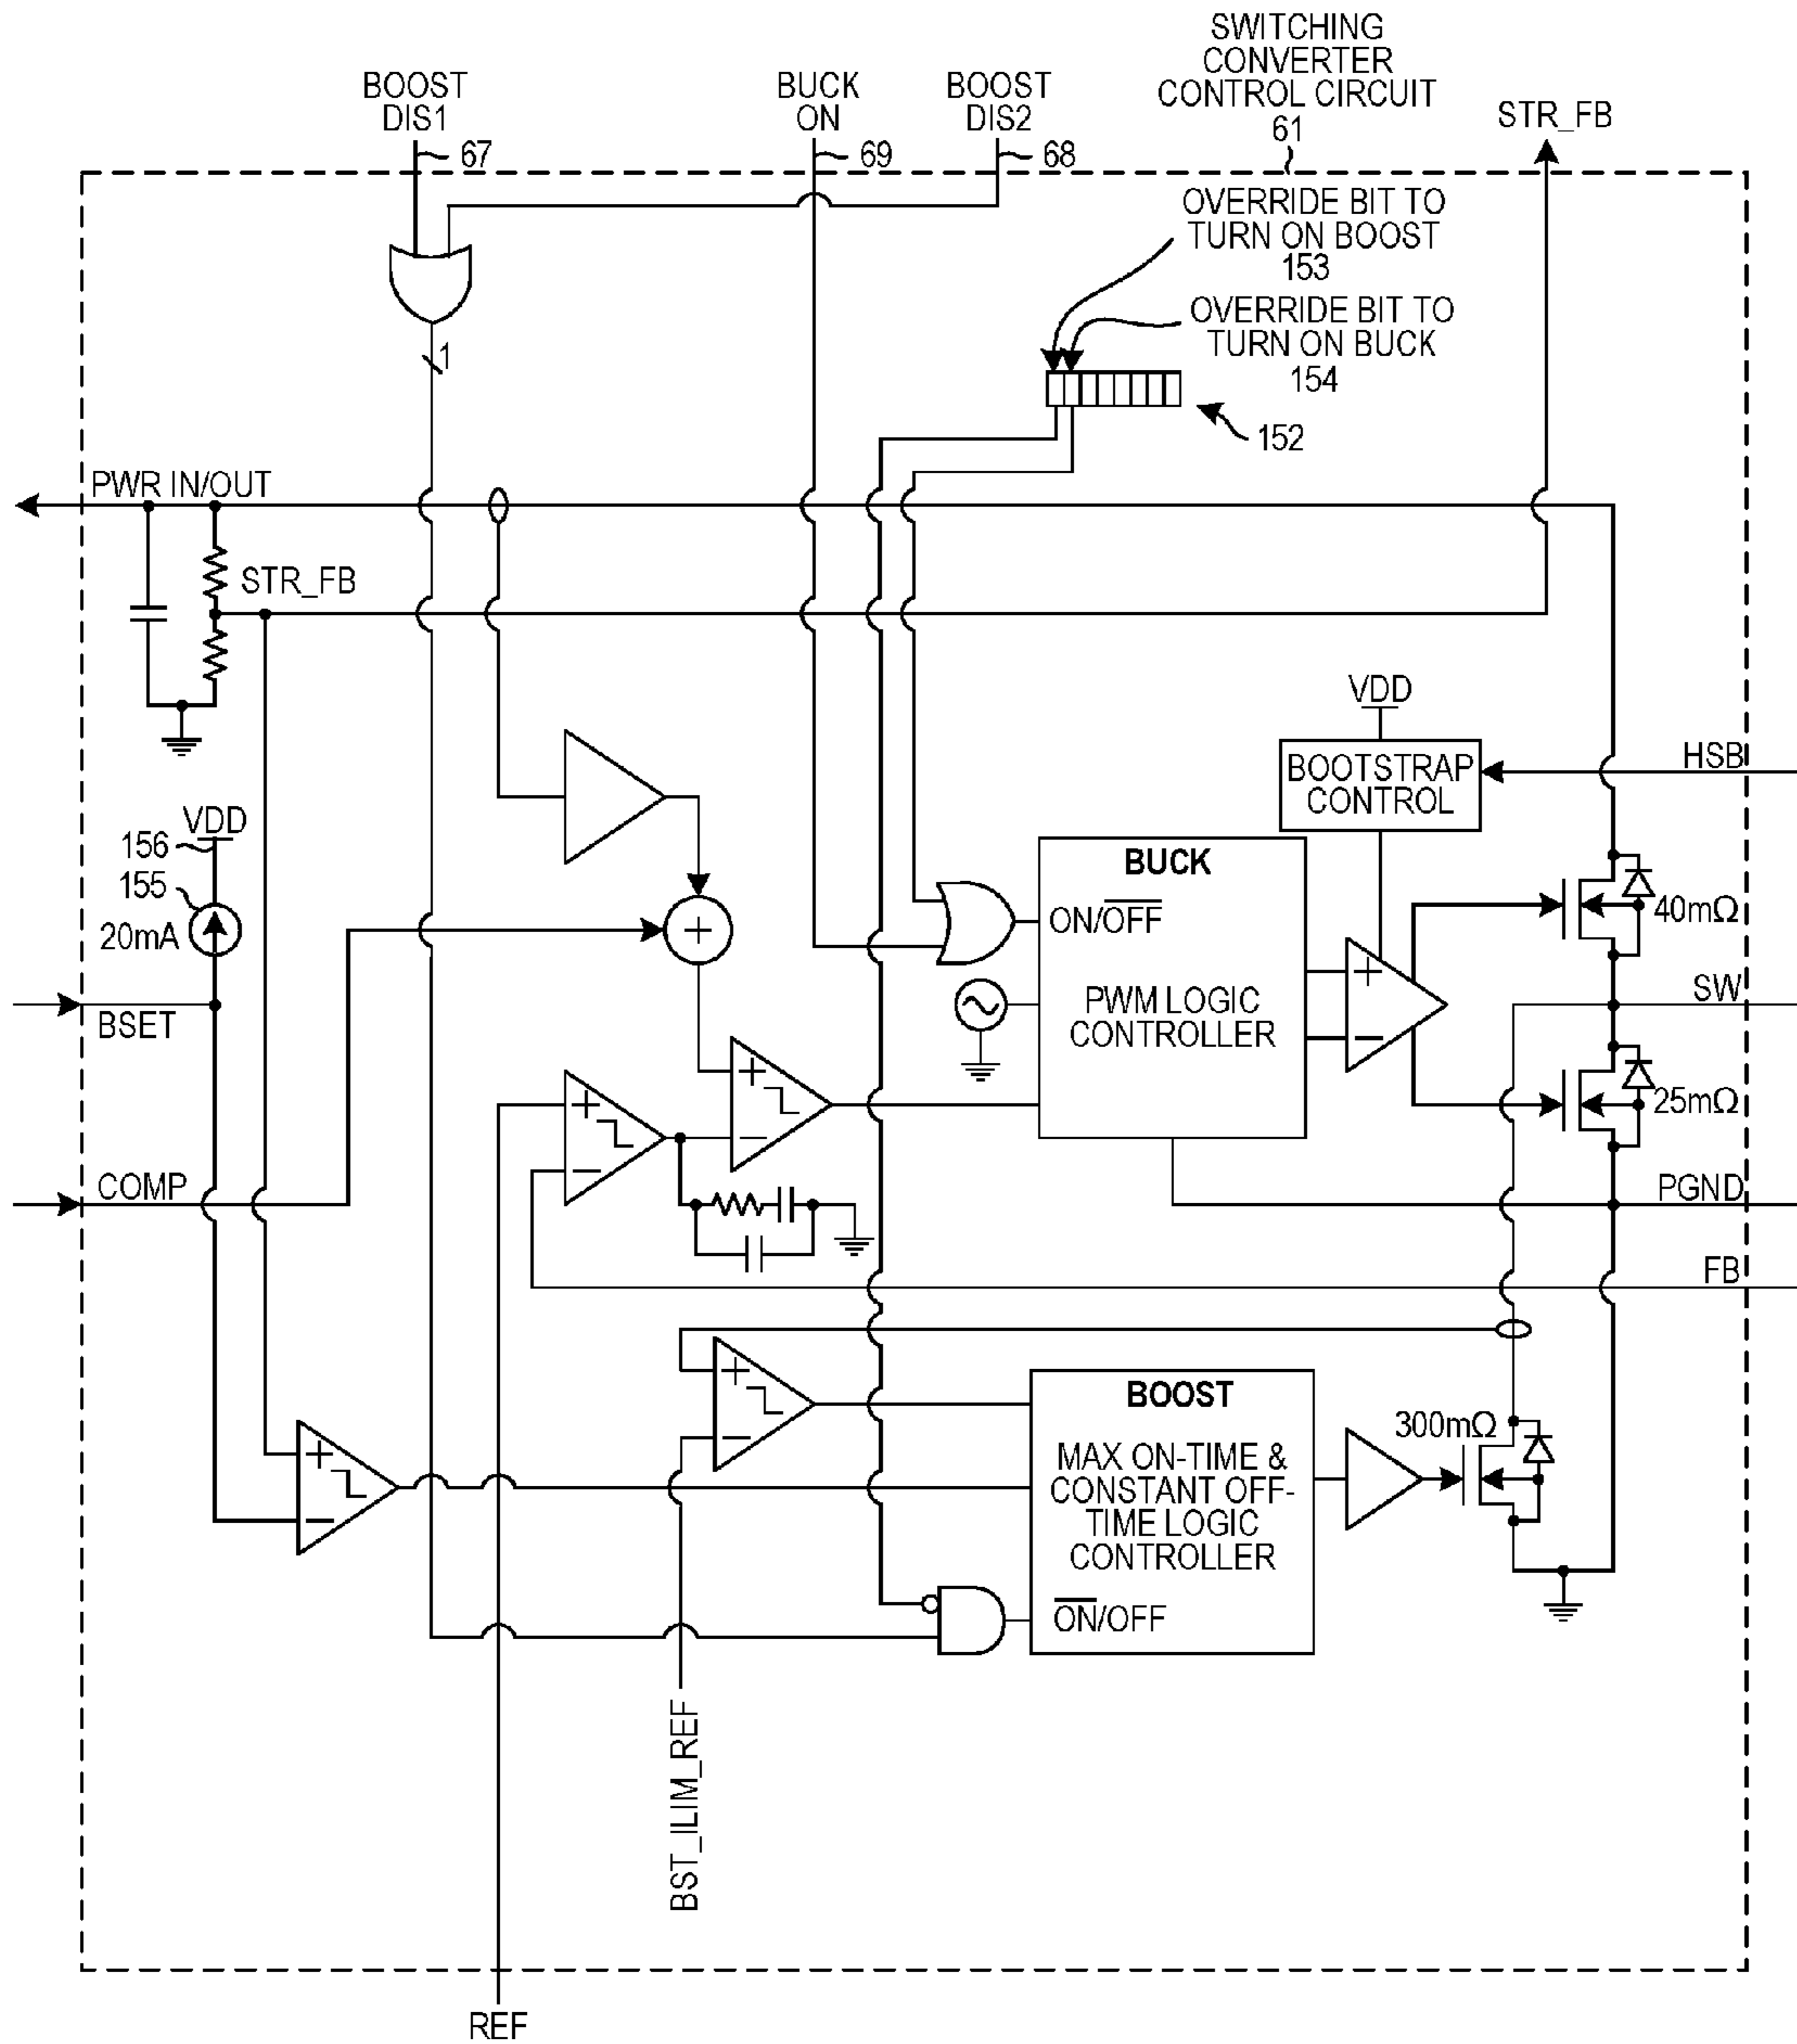 SWITCHING
CONVERTER
CONTROL CIRCUIT
61
BOOST
DIS1
67
BUCK
ON
69
BOOST
DIS2
68
STR_FB
OVERRIDE BIT TO
TURN ON BOOST
153
OVERRIDE BIT TO
TURN ON BUCK
154
1
152
PWR IN/OUT
STR_FB
VDD
BOOTSTRAP
CONTROL
HSB
VDD
156
155
20mA
BUCK
ON/OFF
PWM LOGIC
CONTROLLER
+
+
−
40mΩ
SW
BSET
+
−
+
−
25mΩ
COMP
PGND
FB
+
−
BOOST
MAX ON-TIME &
CONSTANT OFF-
TIME LOGIC
CONTROLLER
ON/OFF
300mΩ
+
−
BST_ILIM_REF
REF